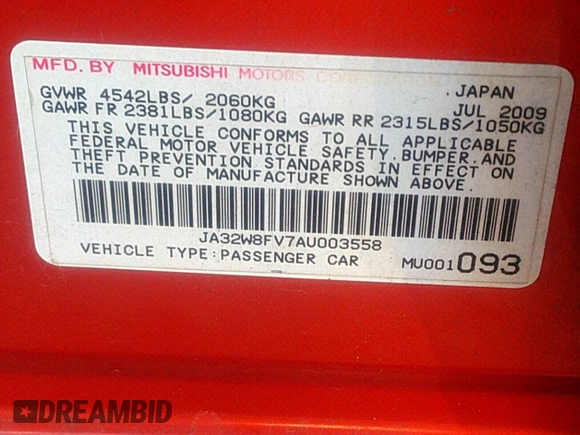 MFD. BY MITSUBISHI MOTORS CORPORATION, JAPAN
GVWR 4542LBS/ 2060KG JUL 2009
GAWR FR 2381LBS/1080KG GAWR RR 2315LBS/1050KG
THIS VEHICLE CONFORMS TO ALL APPLICABLE
FEDERAL MOTOR VEHICLE SAFETY,BUMPER,AND
THEFT PREVENTION STANDARDS IN EFFECT ON
THE DATE OF MANUFACTURE SHOWN ABOVE.
JA32W8FV7AU003558
VEHICLE TYPE:PASSENGER CAR MU001093
DREAMBID